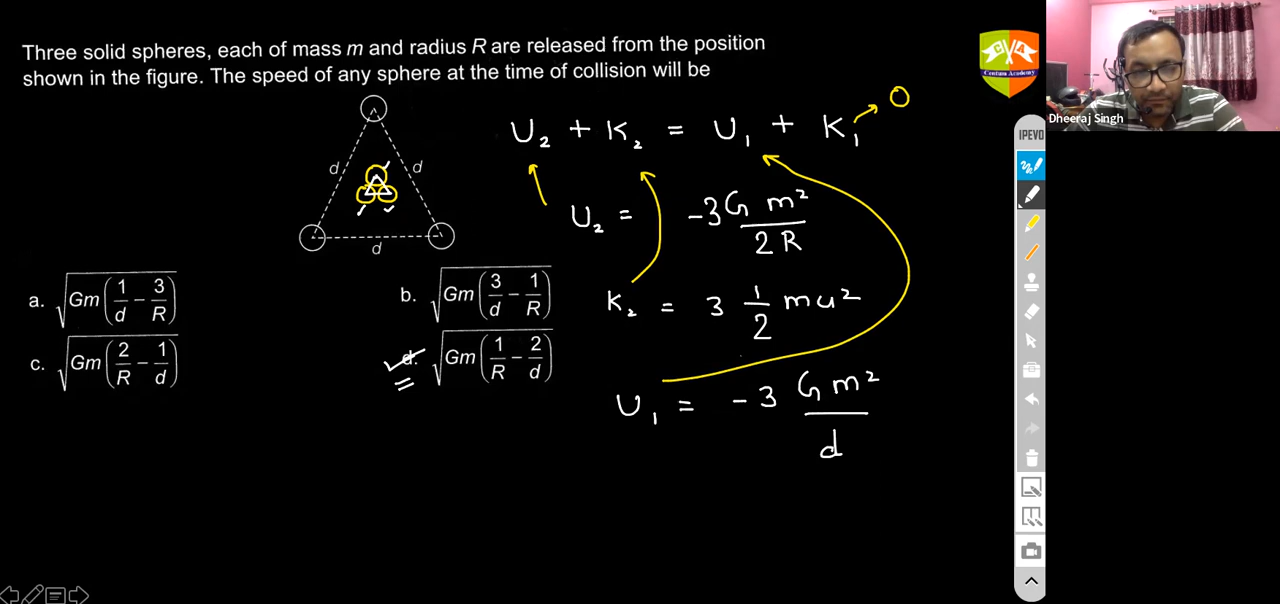 Three solid spheres, each of mass m and radius R are released from the position
shown in the figure. The speed of any sphere at the time of collision will be
CA
Centum Academy
Dheeraj Singh
IPEVO
d
d
d
U₂ + K₂ = U₁ + K₁ → 0
U₂ = -3Gm²/2R
K₂ = 3 1/2 mu²
U₁ = -3 Gm²/d
a. √Gm(1/d − 3/R)
b. √Gm(3/d − 1/R)
c. √Gm(2/R − 1/d)
d. √Gm(1/R − 2/d)